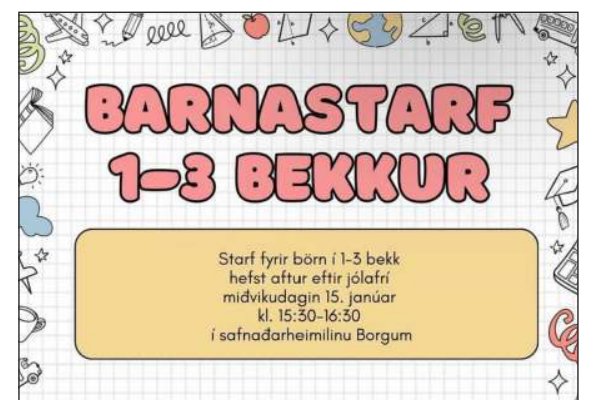 BARNASTARF
1-3 BEKKUR
Starf fyrir börn í 1-3 bekk
hefst aftur eftir jólafrí
miðvikudagin 15. janúar
kl. 15:30-16:30
í safnaðarheimilinu Borgum